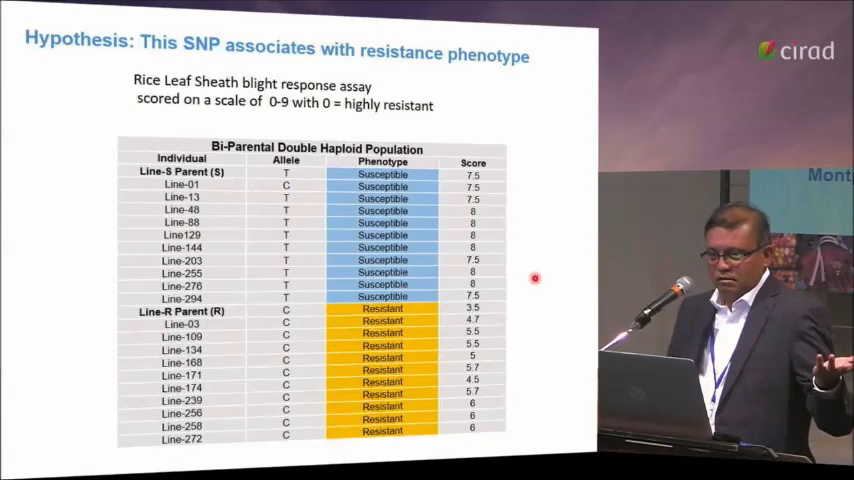 Hypothesis: This SNP associates with resistance phenotype
cirad
Rice Leaf Sheath blight response assay
scored on a scale of 0-9 with 0 = highly resistant
Bi-Parental Double Haploid Population
Individual Allele Phenotype Score
Line-S Parent (S) T Susceptible 7.5
Line-01 C Susceptible 7.5
Line-13 T Susceptible 7.5
Line-48 T Susceptible 8
Line-88 T Susceptible 8
Line129 T Susceptible 8
Line-144 T Susceptible 8
Line-203 T Susceptible 7.5
Line-255 T Susceptible 8
Line-276 T Susceptible 8
Line-294 T Susceptible 7.5
Line-R Parent (R) C Resistant 3.5
Line-03 C Resistant 4.7
Line-109 C Resistant 5.5
Line-134 C Resistant 5.5
Line-168 C Resistant 5
Line-171 C Resistant 5.7
Line-174 C Resistant 4.5
Line-239 C Resistant 5.7
Line-256 C Resistant 6
Line-258 C Resistant 6
Line-272 C Resistant 6
Mont